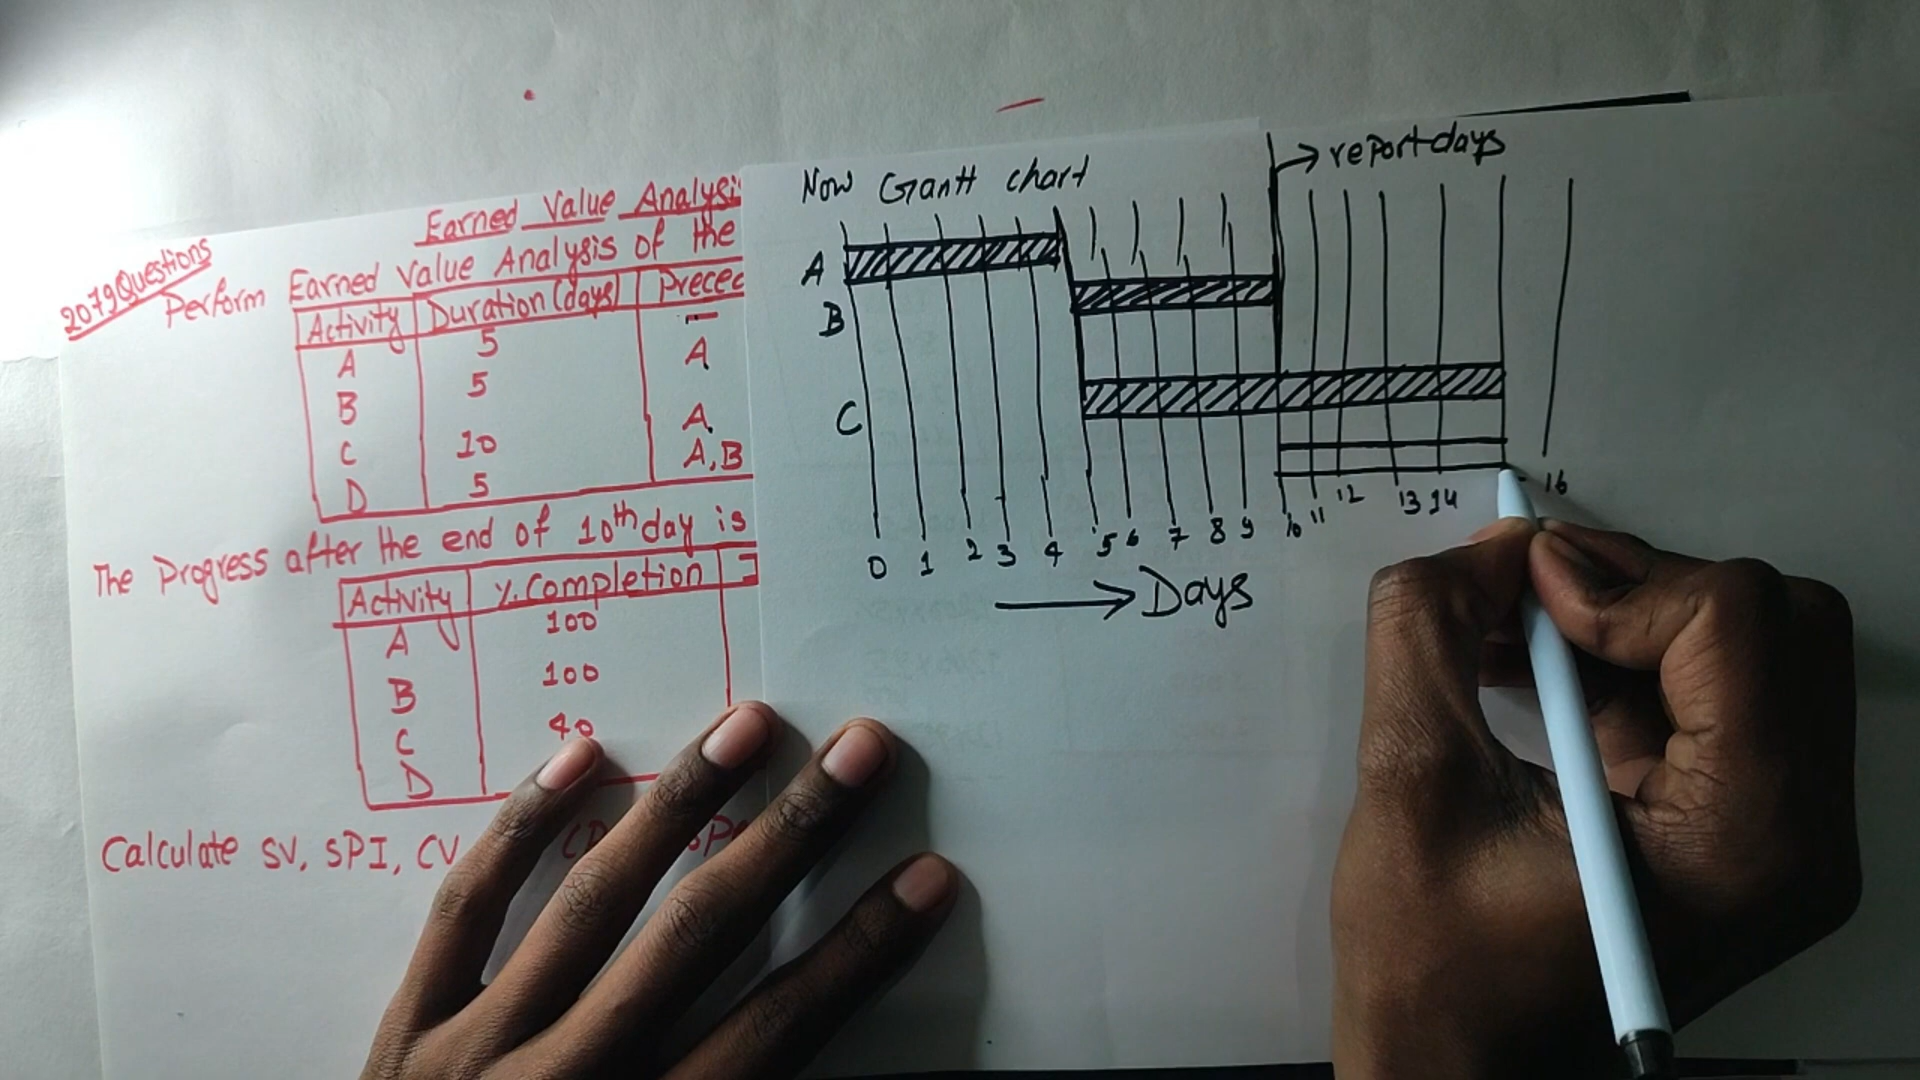 Earned Value Analysi
2079 Questions
Perform Earned Value Analysis of the
Activity Duration (days) Preced
A 5 —
B 5 A
C 10 A
D 5 A,B
The Progress after the end of 10th day is
Activity %.Completion
A 100
B 100
C 40
D
Calculate SV, SPI, CV
Now Gantt chart
→ report days
A
B
C
0 1 2 3 4 5 6 7 8 9 10 11 12 13 14 16
→ Days